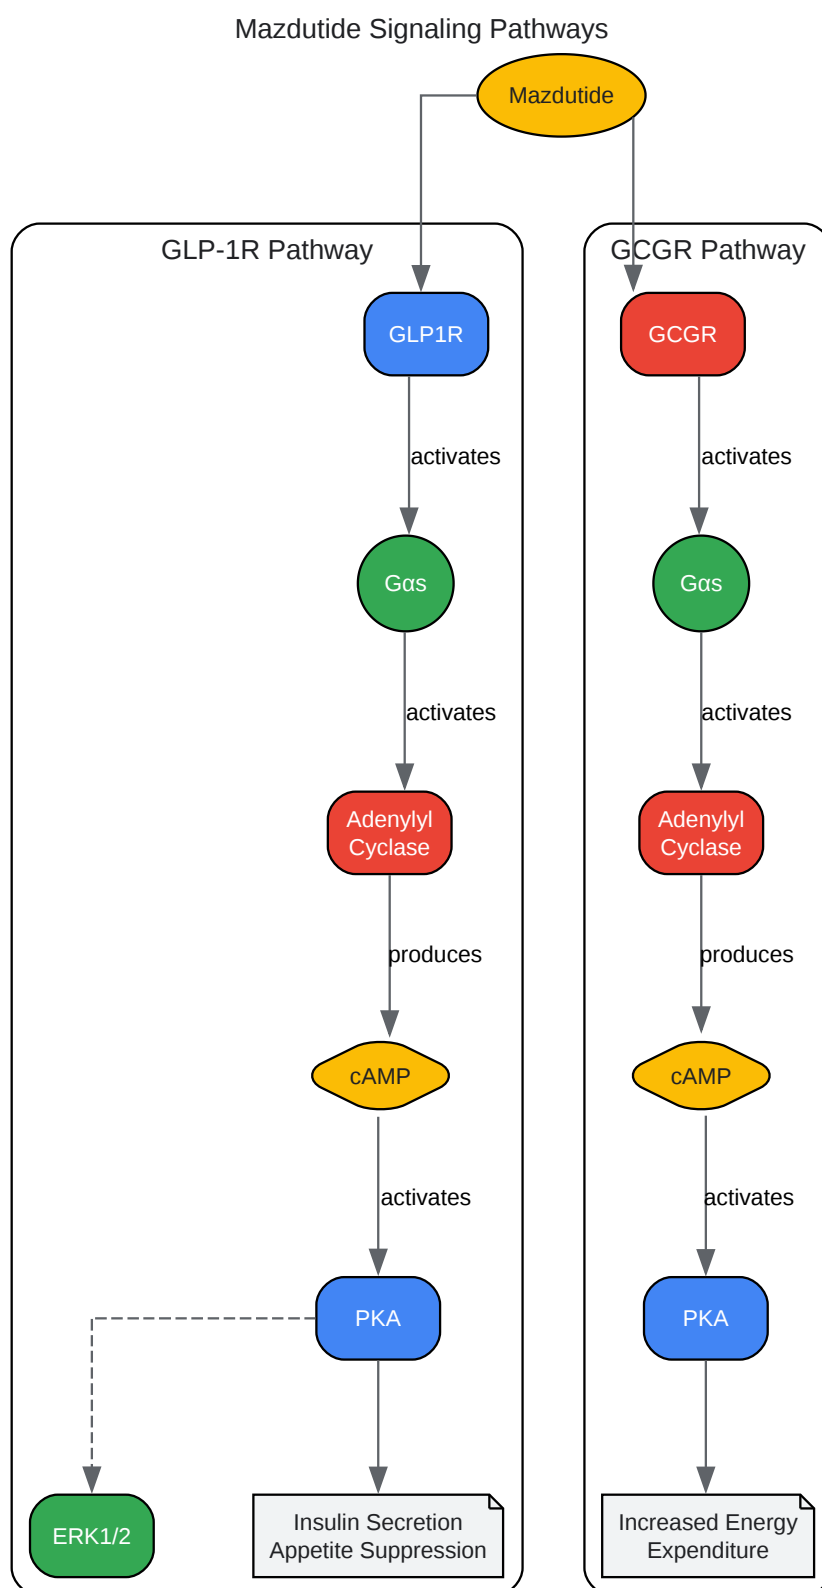 Mazdutide Signaling Pathways
Mazdutide
GLP-1R Pathway
GLP1R
activates
Gαs
activates
Adenylyl
Cyclase
produces
cAMP
activates
PKA
ERK1/2
Insulin Secretion
Appetite Suppression
GCGR Pathway
GCGR
activates
Gαs
activates
Adenylyl
Cyclase
produces
cAMP
activates
PKA
Increased Energy
Expenditure